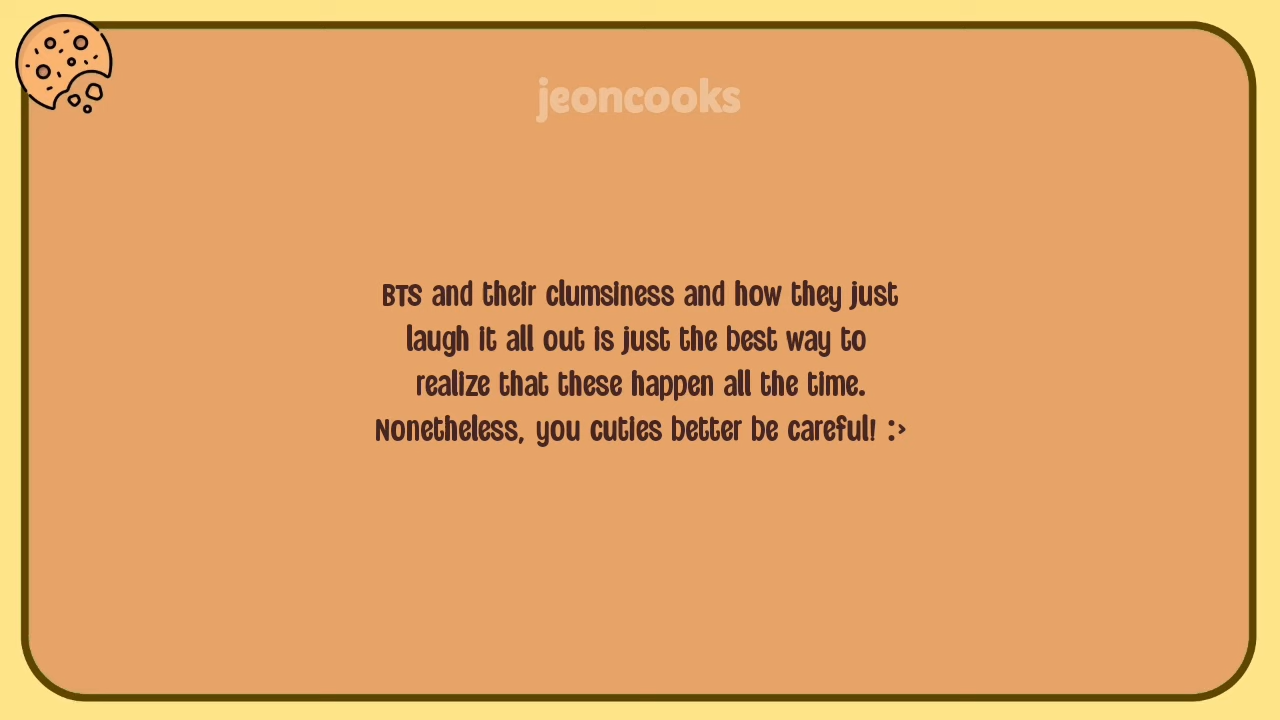 jeoncooks
BTS and their clumsiness and how they just
laugh it all out is just the best way to
realize that these happen all the time.
Nonetheless, you cuties better be careful! :>